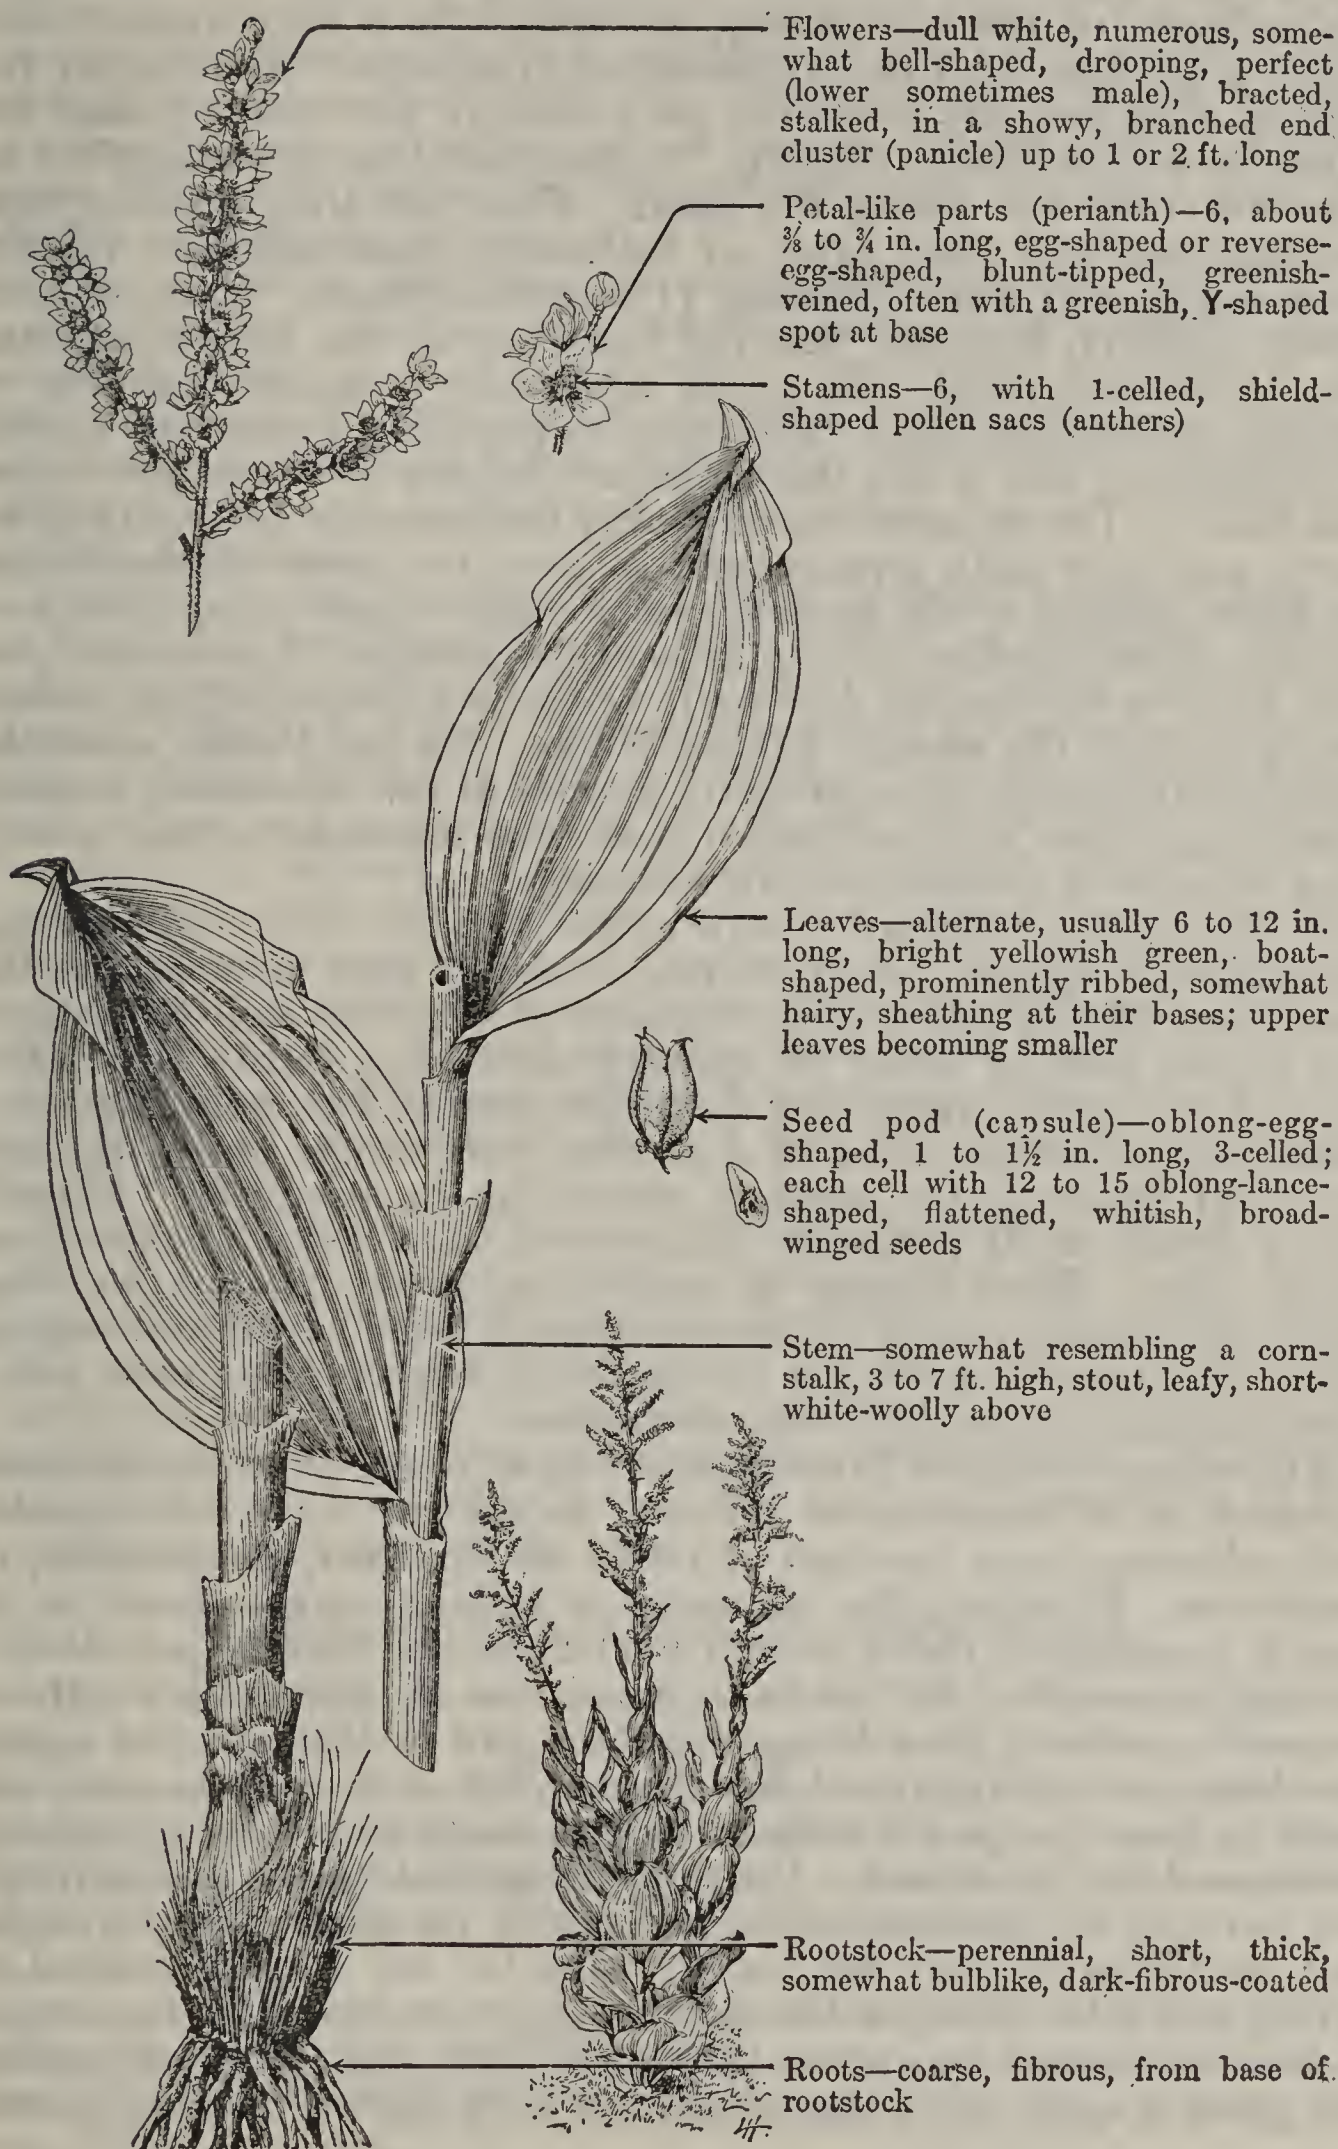 Flowers—dull white, numerous, some-
what bell-shaped, drooping, perfect
(lower sometimes male), bracted,
stalked, in a showy, branched end
cluster (panicle) up to 1 or 2 ft. long
Petal-like parts (perianth)—6, about
⅜ to ¾ in. long, egg-shaped or reverse-
egg-shaped, blunt-tipped, greenish-
veined, often with a greenish, Y-shaped
spot at base
Stamens—6, with 1-celled, shield-
shaped pollen sacs (anthers)
Leaves—alternate, usually 6 to 12 in.
long, bright yellowish green, boat-
shaped, prominently ribbed, somewhat
hairy, sheathing at their bases; upper
leaves becoming smaller
Seed pod (capsule)—oblong-egg-
shaped, 1 to 1½ in. long, 3-celled;
each cell with 12 to 15 oblong-lance-
shaped, flattened, whitish, broad-
winged seeds
Stem—somewhat resembling a corn-
stalk, 3 to 7 ft. high, stout, leafy, short-
white-woolly above
Rootstock—perennial, short, thick,
somewhat bulblike, dark-fibrous-coated
Roots—coarse, fibrous, from base of
rootstock